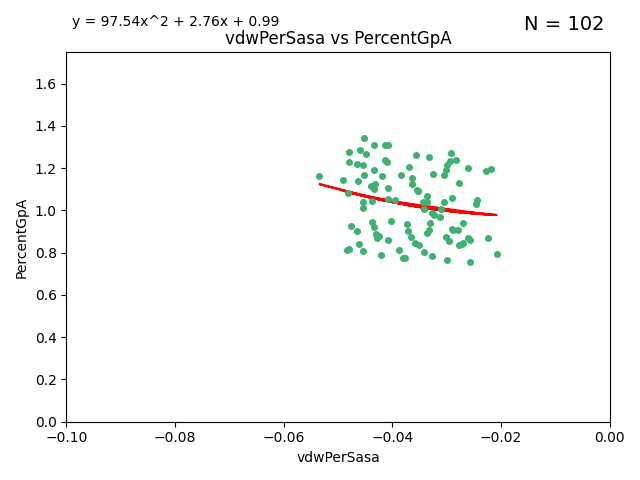 y = 97.54x^2 + 2.76x + 0.99
N = 102
vdwPerSasa vs PercentGpA
1.6
1.4
1.2
1.0
0.8
0.6
0.4
0.2
0.0
PercentGpA
−0.10 −0.08 −0.06 −0.04 −0.02 0.00
vdwPerSasa